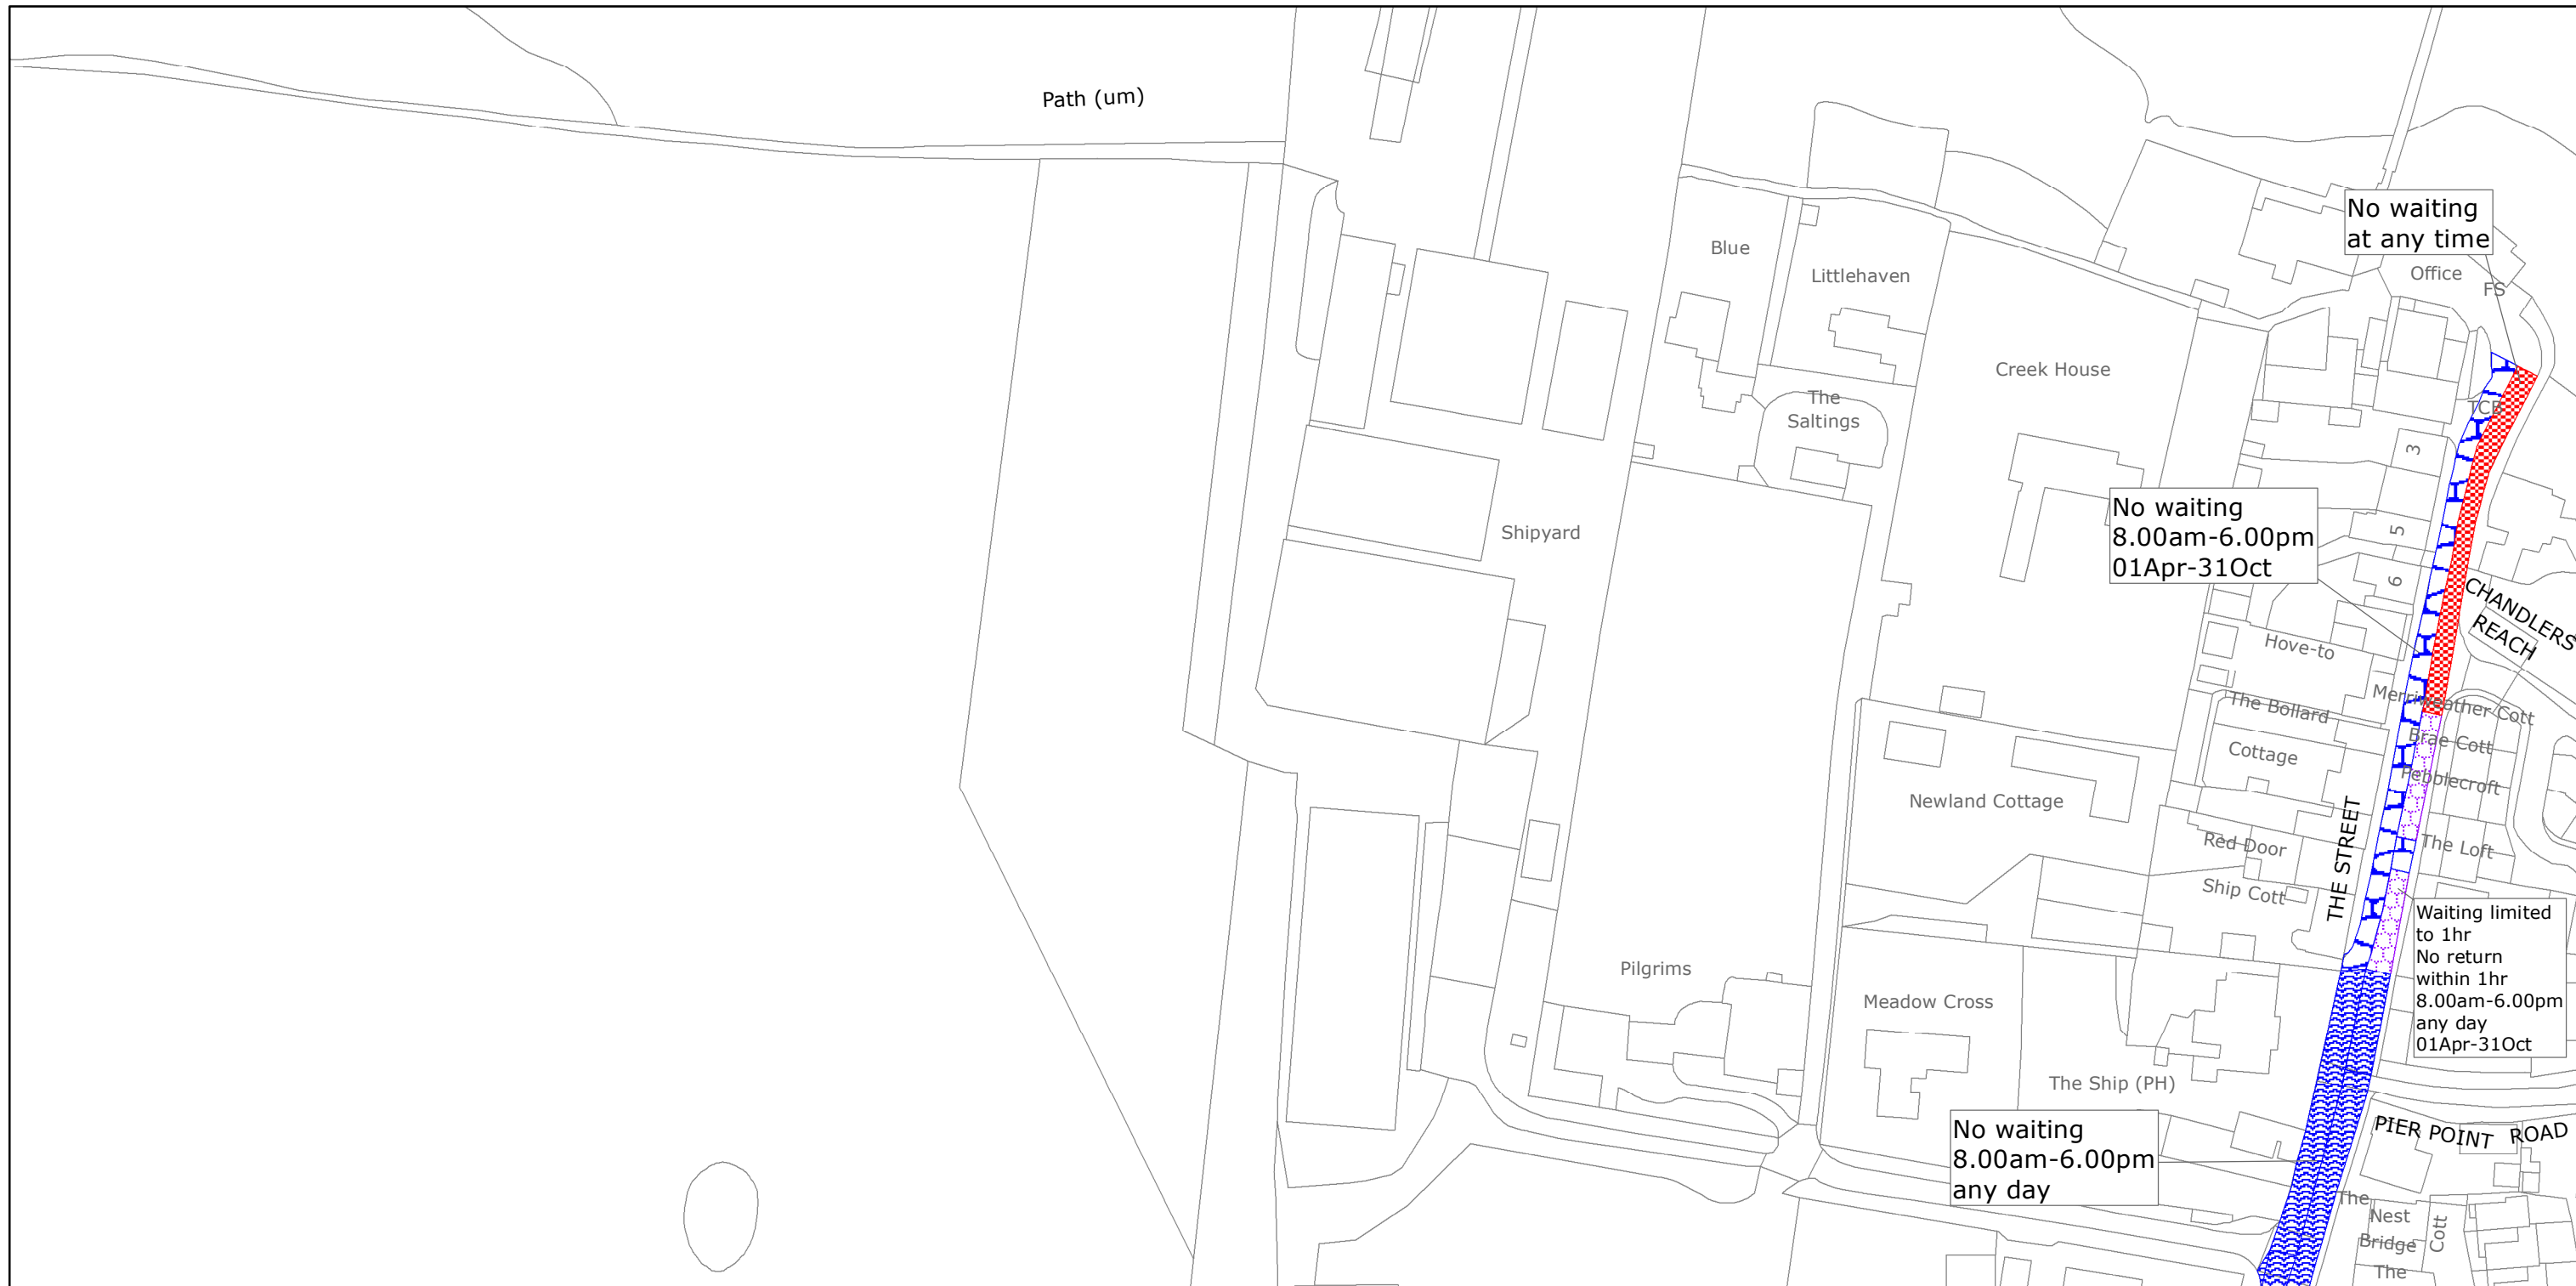 Path (um)
No waiting
at any time
Blue
Littlehaven
Office
FS
Creek House
The
Saltings
TCB
3
No waiting
8.00am-6.00pm
01Apr-31Oct
Shipyard
5
6
CHANDLERS
REACH
Hove-to
Merriweather Cott
The Bollard
Brae Cott
Cottage
Pebblecroft
Newland Cottage
THE STREET
Red Door
The Loft
Ship Cott
Waiting limited
to 1hr
No return
within 1hr
8.00am-6.00pm
any day
01Apr-31Oct
Pilgrims
Meadow Cross
The Ship (PH)
No waiting
8.00am-6.00pm
any day
PIER POINT ROAD
The
Nest
Bridge
Cott
The